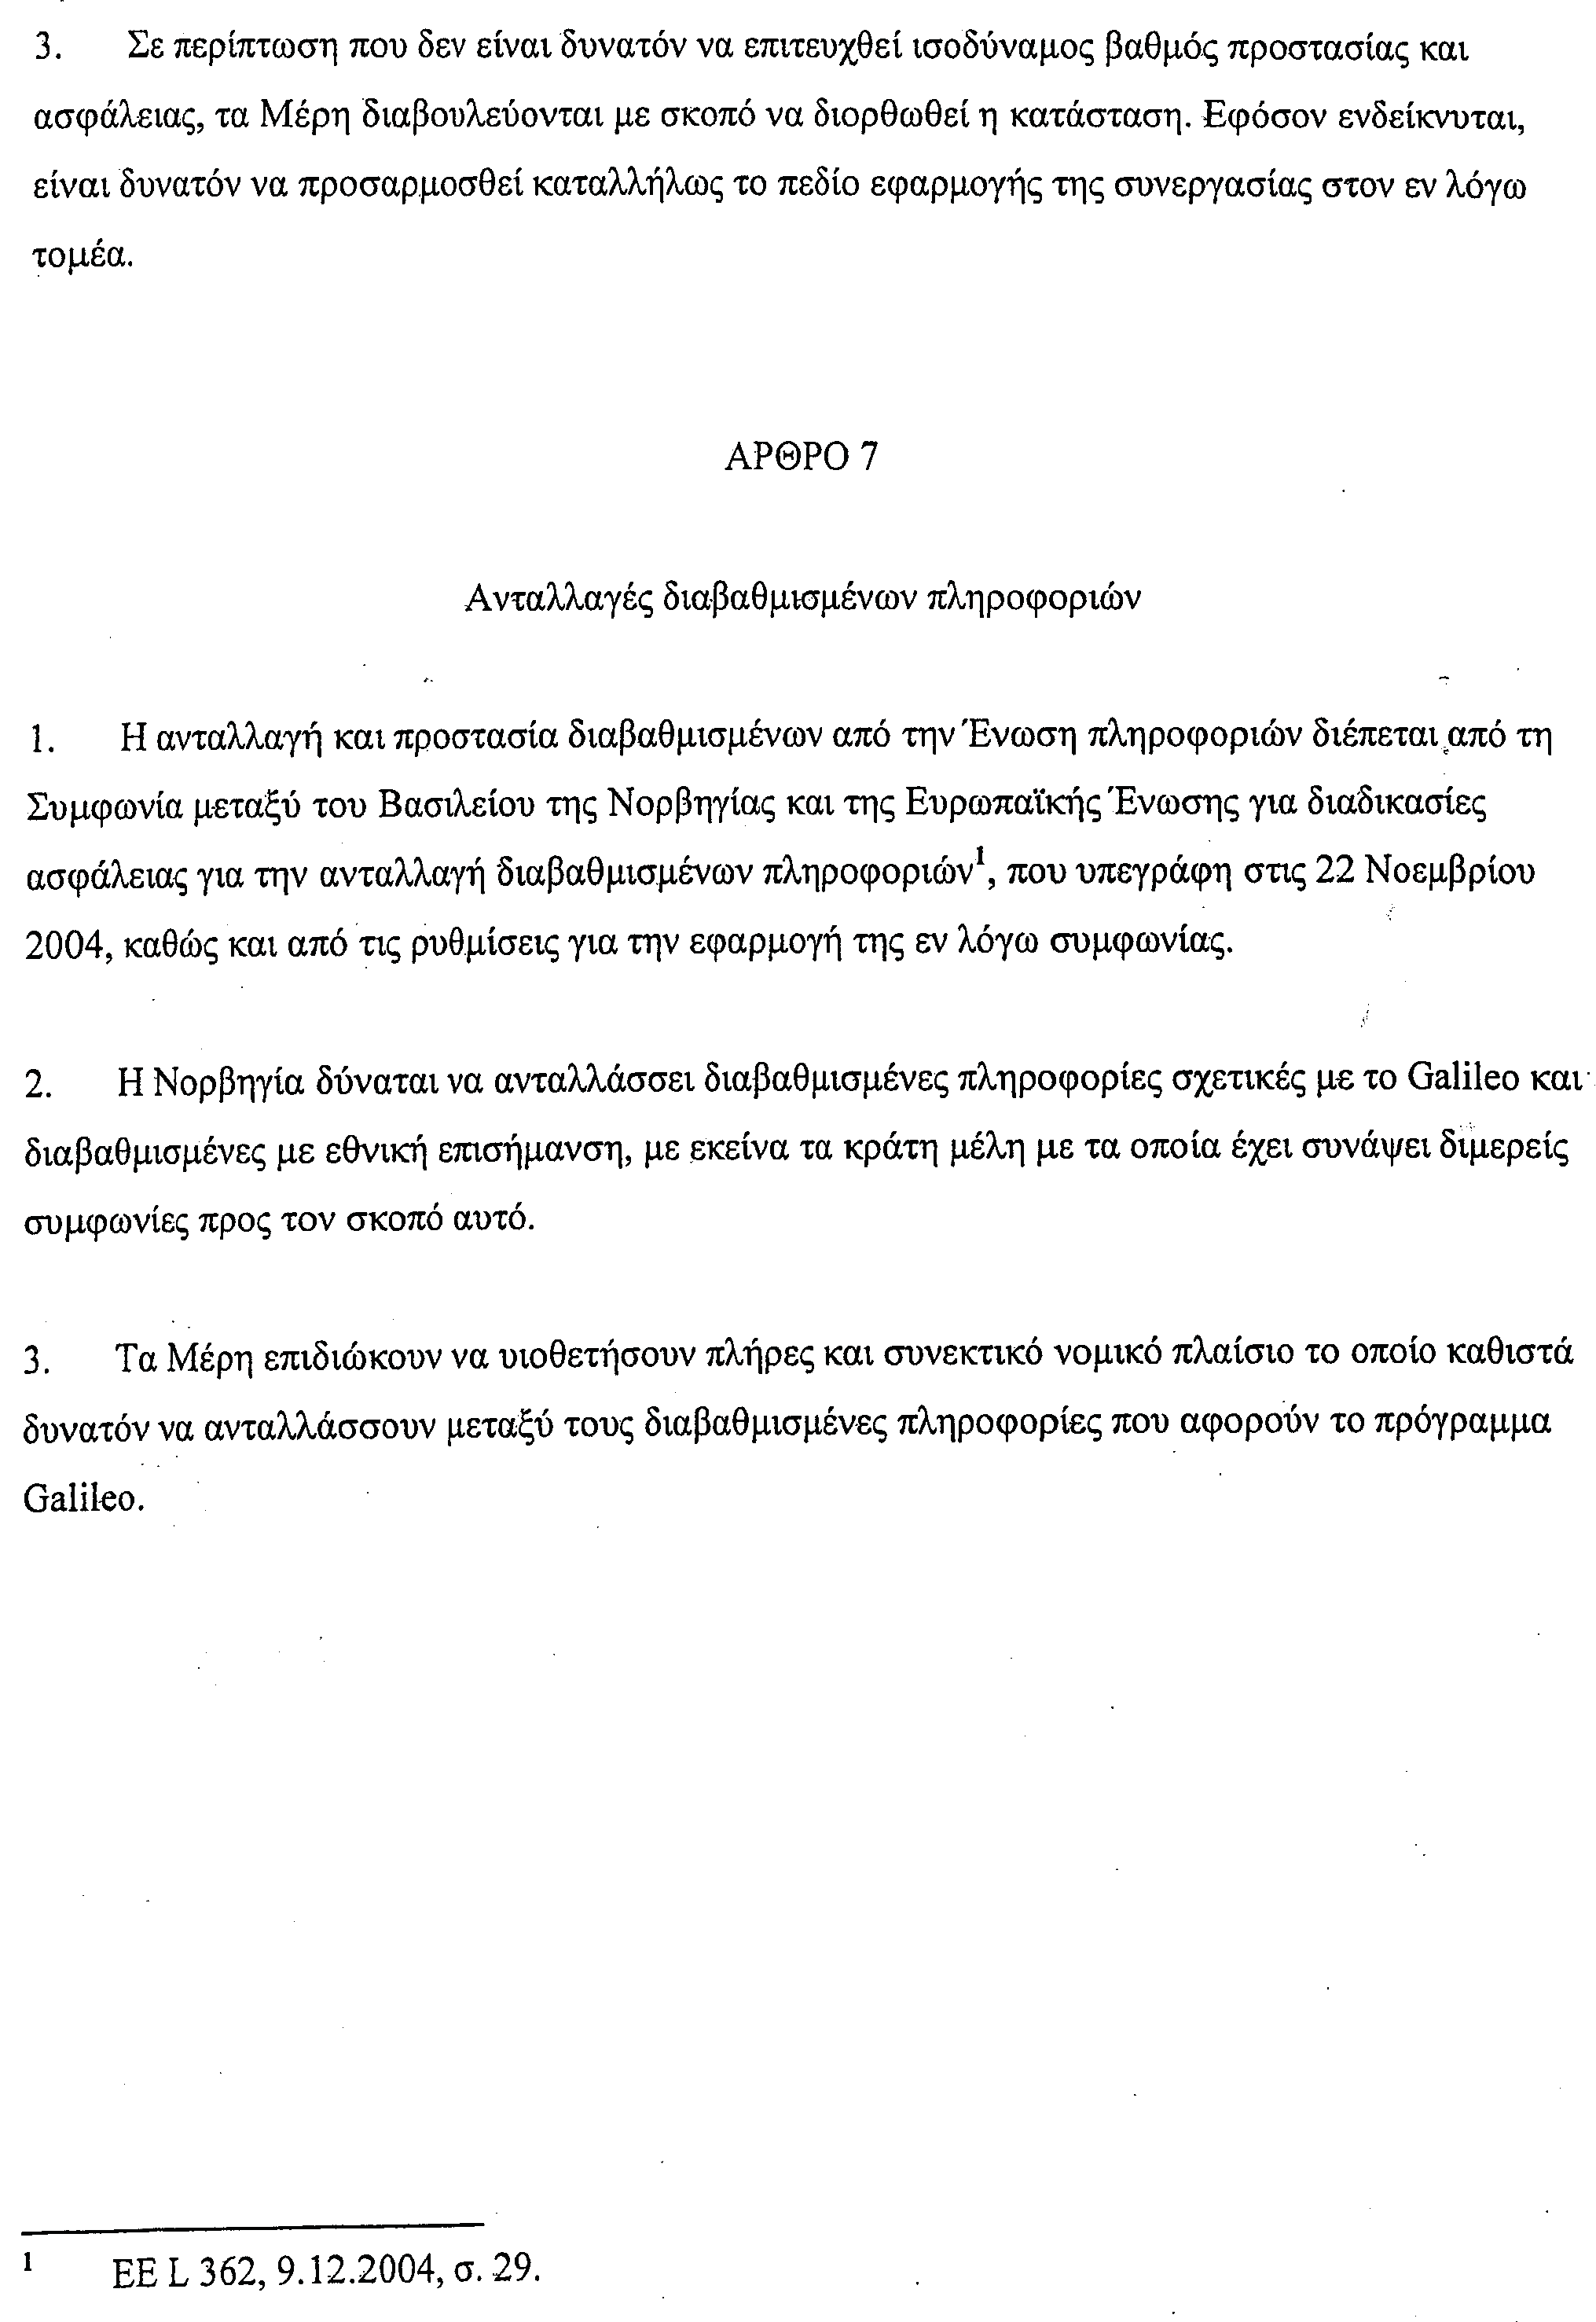 3. Σε περίπτωση που δεν είναι δυνατόν να επιτευχθεί ισοδύναμος βαθμός προστασίας και
ασφάλειας, τα Μέρη διαβουλεύονται με σκοπό να διορθωθεί η κατάσταση. Εφόσον ενδείκνυται,
είναι δυνατόν να προσαρμοσθεί καταλλήλως το πεδίο εφαρμογής της συνεργασίας στον εν λόγω
τομέα.
ΑΡΘΡΟ 7
Ανταλλαγές διαβαθμισμένων πληροφοριών
1. Η ανταλλαγή και προστασία διαβαθμισμένων από την Ένωση πληροφοριών διέπεται από τη
Συμφωνία μεταξύ του Βασιλείου της Νορβηγίας και της Ευρωπαϊκής Ένωσης για διαδικασίες
ασφάλειας για την ανταλλαγή διαβαθμισμένων πληροφοριών¹, που υπεγράφη στις 22 Νοεμβρίου
2004, καθώς και από τις ρυθμίσεις για την εφαρμογή της εν λόγω συμφωνίας.
2. Η Νορβηγία δύναται να ανταλλάσσει διαβαθμισμένες πληροφορίες σχετικές με το Galileo και
διαβαθμισμένες με εθνική επισήμανση, με εκείνα τα κράτη μέλη με τα οποία έχει συνάψει διμερείς
συμφωνίες προς τον σκοπό αυτό.
3. Τα Μέρη επιδιώκουν να υιοθετήσουν πλήρες και συνεκτικό νομικό πλαίσιο το οποίο καθιστά
δυνατόν να ανταλλάσσουν μεταξύ τους διαβαθμισμένες πληροφορίες που αφορούν το πρόγραμμα
Galileo.
¹ ΕΕ L 362, 9.12.2004, σ. 29.